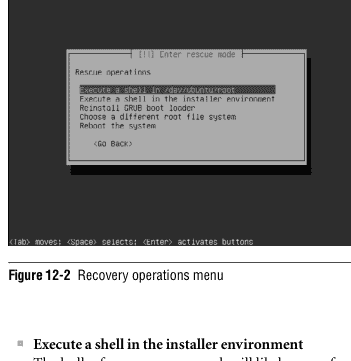 [!!] Enter rescue mode
Rescue operations
Execute a shell in /dev/ubuntu/root
Execute a shell in the installer environment
Reinstall GRUB boot loader
Choose a different root file system
Reboot the system
<Go Back>
<Tab> moves; <Space> selects; <Enter> activates buttons
Figure 12-2 Recovery operations menu
Execute a shell in the installer environment